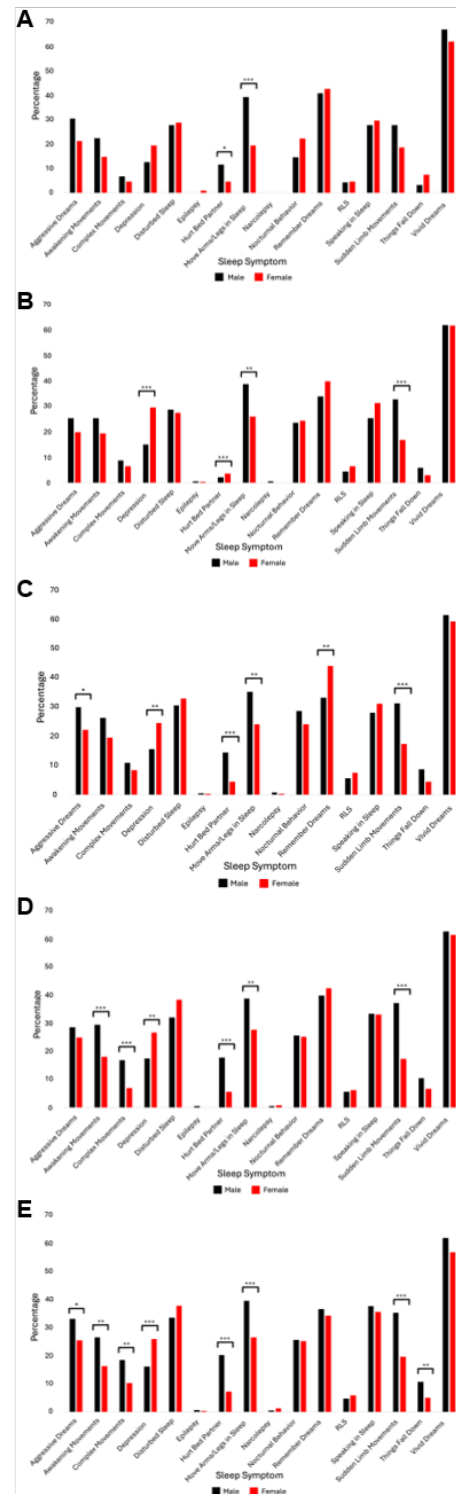 A
70
60
50
40
30
20
10
0
Percentage
***
*
Aggressive Dreams
Awakening Movements
Complex Movements
Depression
Disturbed Sleep
Epilepsy
Hurt Bed Partner
Move Arms/Legs in Sleep
Narcolepsy
Nocturnal Behavior
Remember Dreams
RLS
Speaking in Sleep
Sudden Limb Movements
Things Fall Down
Vivid Dreams
Sleep Symptom
Male Female
B
70
60
50
40
30
20
10
0
Percentage
***
***
**
***
Aggressive Dreams
Awakening Movements
Complex Movements
Depression
Disturbed Sleep
Epilepsy
Hurt Bed Partner
Move Arms/Legs in Sleep
Narcolepsy
Nocturnal Behavior
Remember Dreams
RLS
Speaking in Sleep
Sudden Limb Movements
Things Fall Down
Vivid Dreams
Sleep Symptom
Male Female
C
70
60
50
40
30
20
10
0
Percentage
*
**
***
**
**
***
Aggressive Dreams
Awakening Movements
Complex Movements
Depression
Disturbed Sleep
Epilepsy
Hurt Bed Partner
Move Arms/Legs in Sleep
Narcolepsy
Nocturnal Behavior
Remember Dreams
RLS
Speaking in Sleep
Sudden Limb Movements
Things Fall Down
Vivid Dreams
Sleep Symptom
Male Female
D
70
60
50
40
30
20
10
0
Percentage
***
***
**
***
**
***
Aggressive Dreams
Awakening Movements
Complex Movements
Depression
Disturbed Sleep
Epilepsy
Hurt Bed Partner
Move Arms/Legs in Sleep
Narcolepsy
Nocturnal Behavior
Remember Dreams
RLS
Speaking in Sleep
Sudden Limb Movements
Things Fall Down
Vivid Dreams
Sleep Symptom
Male Female
E
70
60
50
40
30
20
10
0
Percentage
*
**
**
***
***
***
***
**
Aggressive Dreams
Awakening Movements
Complex Movements
Depression
Disturbed Sleep
Epilepsy
Hurt Bed Partner
Move Arms/Legs in Sleep
Narcolepsy
Nocturnal Behavior
Remember Dreams
RLS
Speaking in Sleep
Sudden Limb Movements
Things Fall Down
Vivid Dreams
Sleep Symptom
Male Female